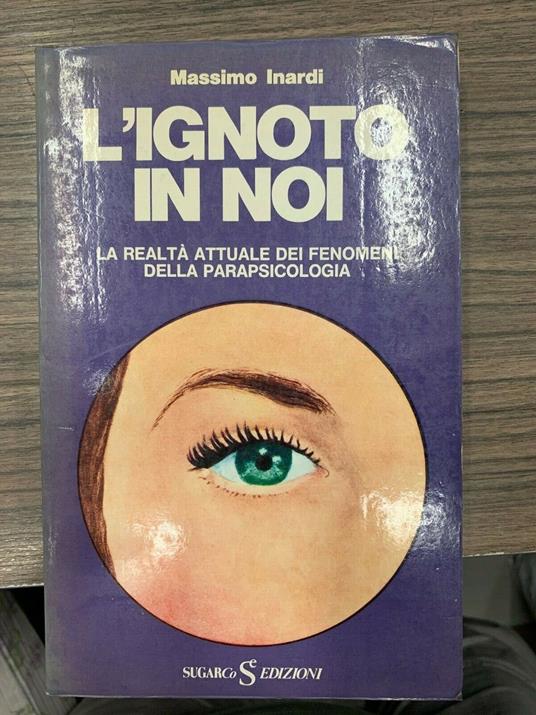 Massimo Inardi
L'IGNOTO
IN NOI
LA REALTÀ ATTUALE DEI FENOMENI
DELLA PARAPSICOLOGIA
SUGARCo S EDIZIONI